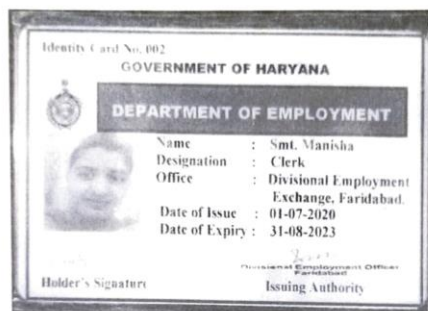 Identity Card No. 002
GOVERNMENT OF HARYANA
DEPARTMENT OF EMPLOYMENT
Name : Smt. Manisha
Designation : Clerk
Office : Divisional Employment
Exchange, Faridabad.
Date of Issue : 01-07-2020
Date of Expiry : 31-08-2023
Divisional Employment Officer
Faridabad
Holder's Signature Issuing Authority